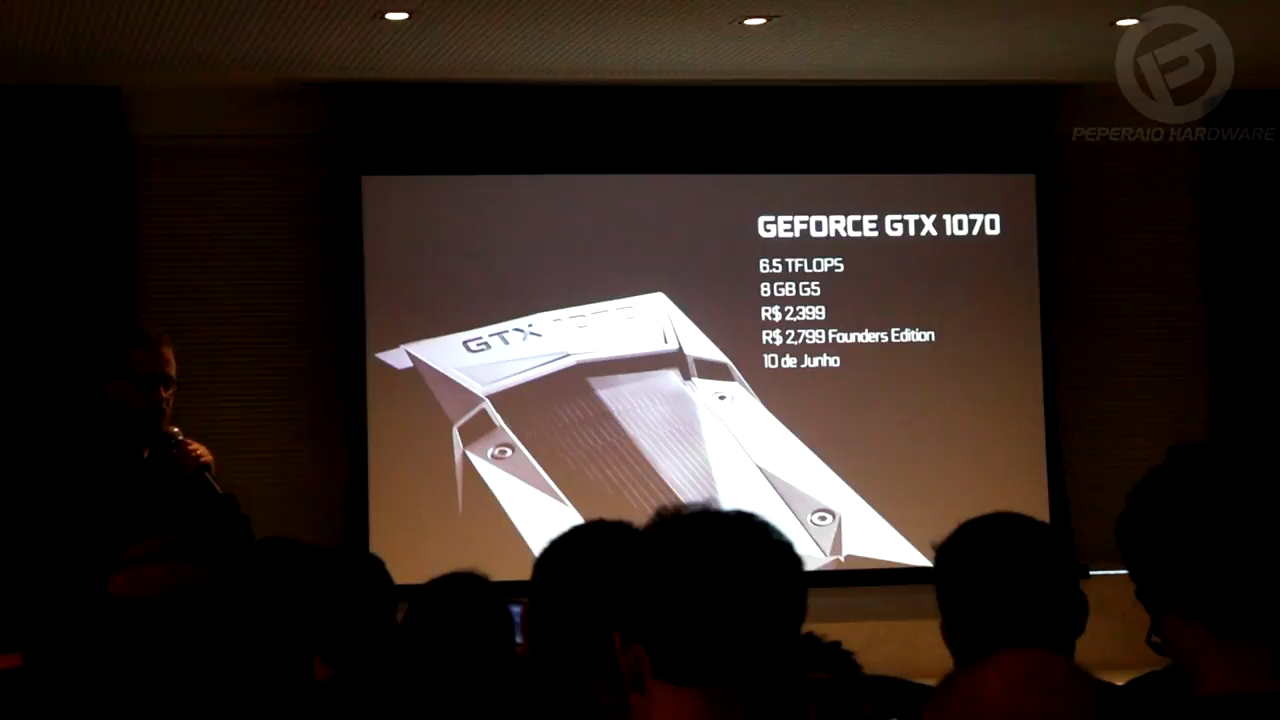 PEPERAIO HARDWARE
GEFORCE GTX 1070
6.5 TFLOPS
8 GB G5
R$ 2,399
R$ 2,799 Founders Edition
10 de Junho
GTX 1070